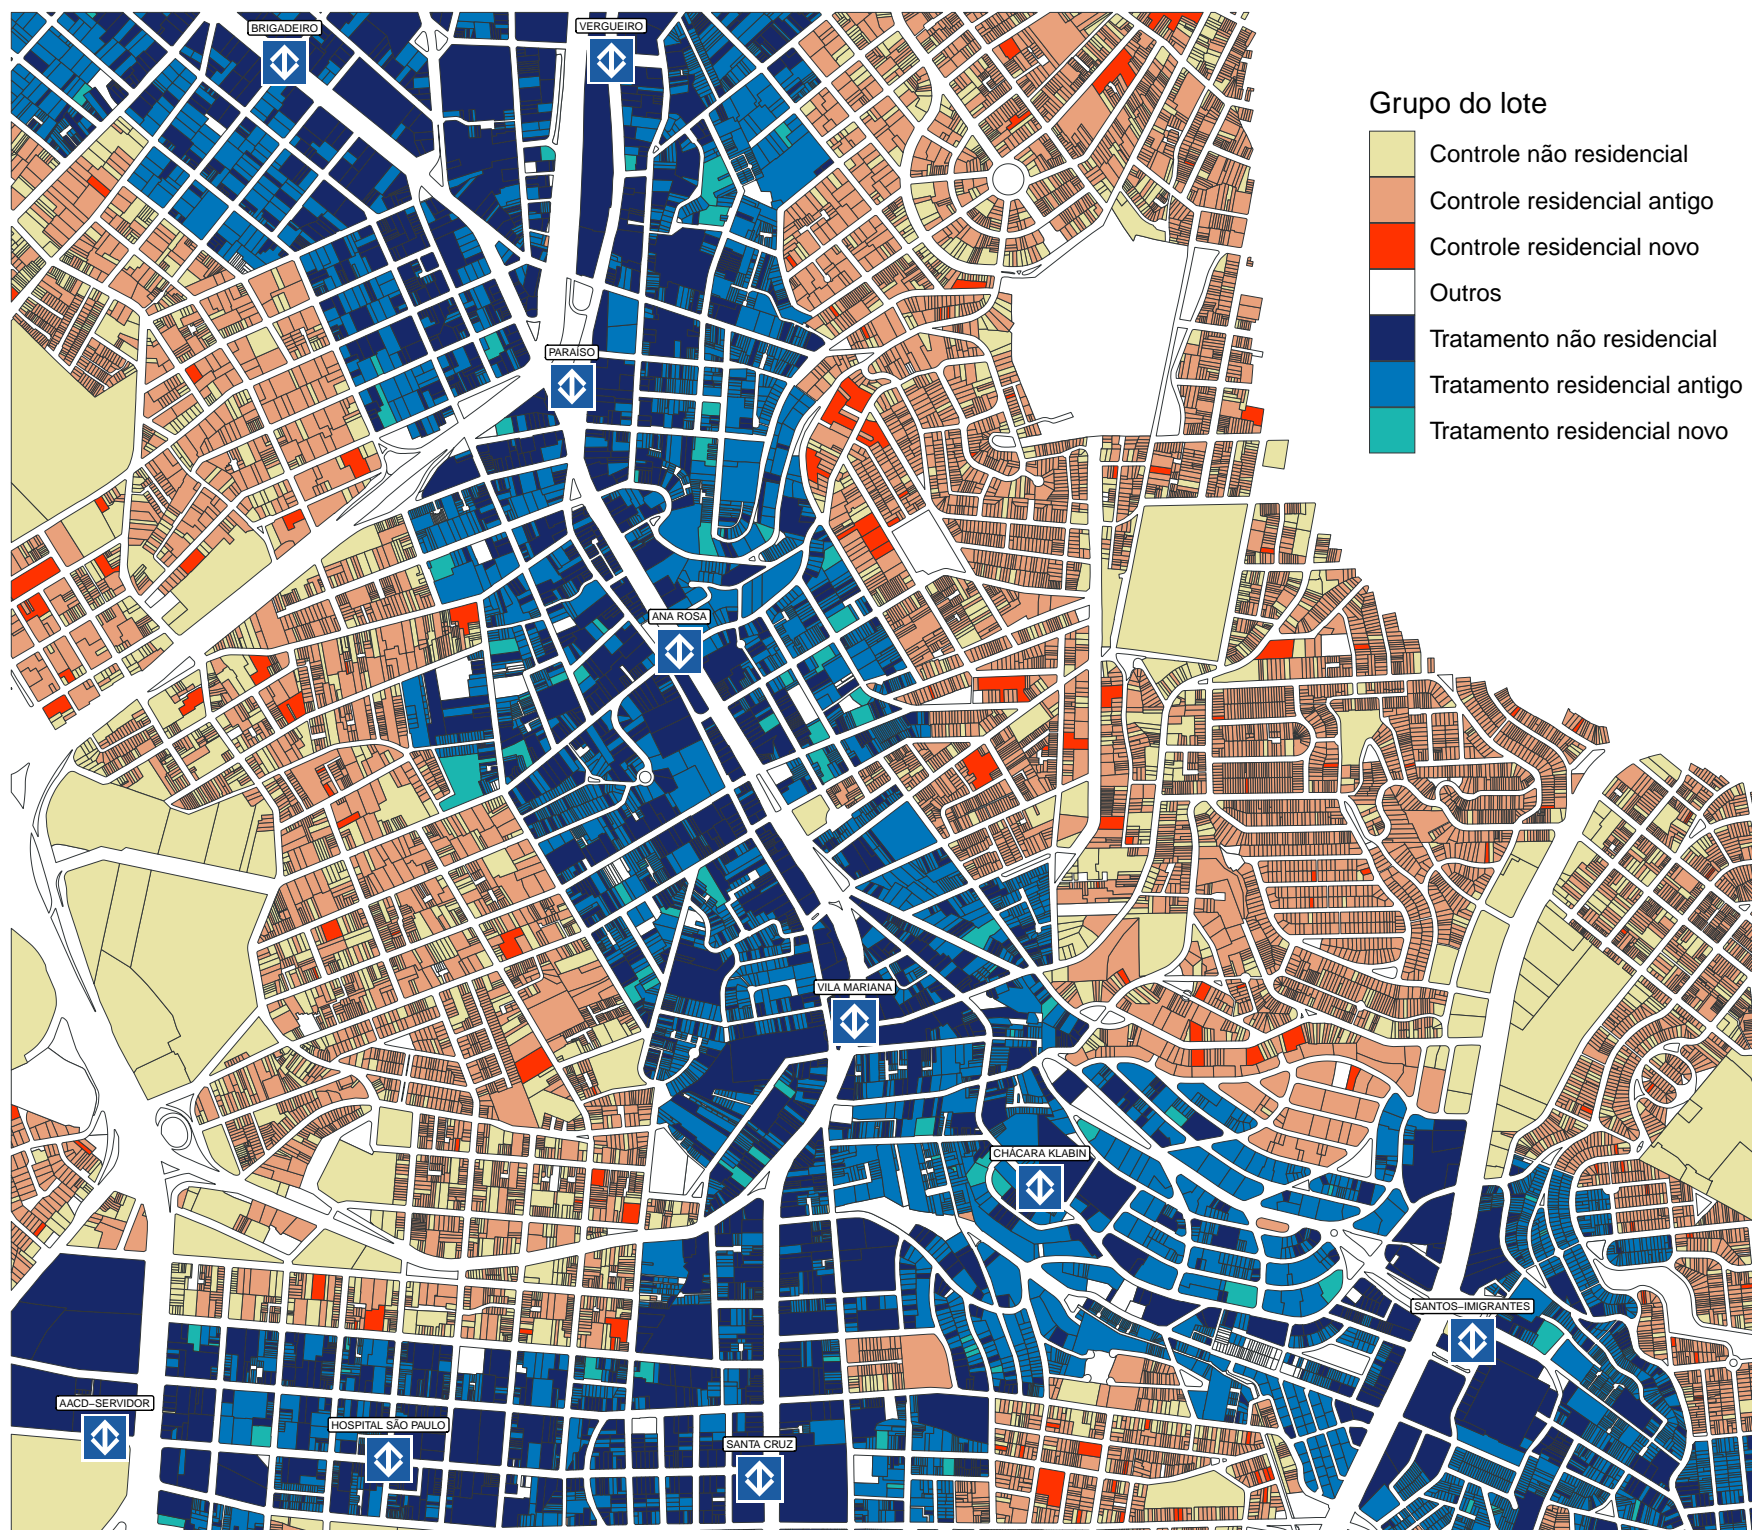 BRIGADEIRO
VERGUEIRO
PARAÍSO
ANA ROSA
VILA MARIANA
CHÁCARA KLABIN
SANTOS–IMIGRANTES
AACD–SERVIDOR
HOSPITAL SÃO PAULO
SANTA CRUZ
Grupo do lote
Controle não residencial
Controle residencial antigo
Controle residencial novo
Outros
Tratamento não residencial
Tratamento residencial antigo
Tratamento residencial novo